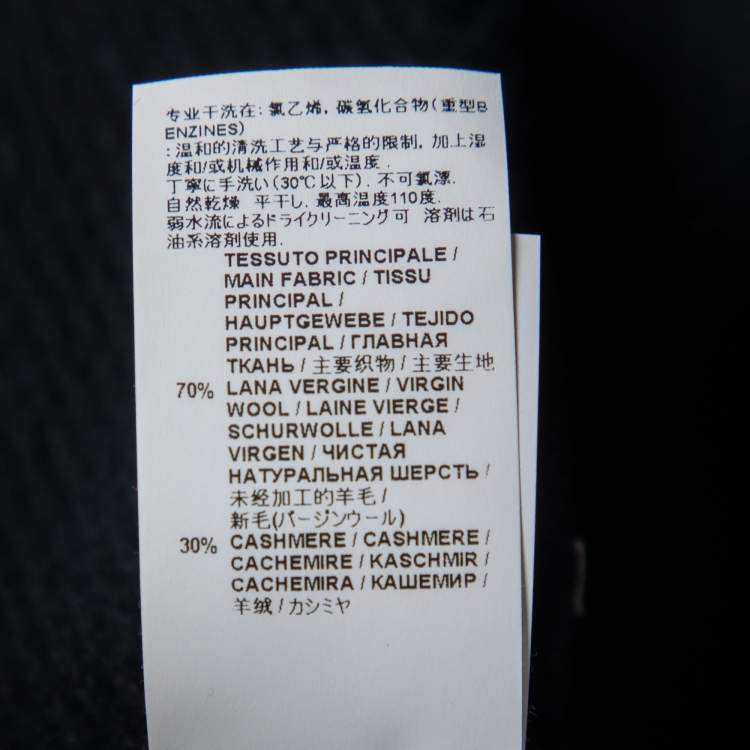 专业干洗在: 氯乙烯, 碳氢化合物(重型B
ENZINES)
:温和的清洗工艺与严格的限制, 加上湿
度和/或机械作用和/或温度.
丁寧に手洗い(30℃以下). 不可氯漂.
自然乾燥 平干し. 最高温度110度.
弱水流によるドライクリーニング可 溶剤は石
油系溶剤使用.
TESSUTO PRINCIPALE /
MAIN FABRIC / TISSU
PRINCIPAL /
HAUPTGEWEBE / TEJIDO
PRINCIPAL / ГЛАВНАЯ
ТКАНЬ / 主要织物 / 主要生地
70% LANA VERGINE / VIRGIN
WOOL / LAINE VIERGE /
SCHURWOLLE / LANA
VIRGEN / ЧИСТАЯ
НАТУРАЛЬНАЯ ШЕРСТЬ /
未经加工的羊毛 /
新毛(バージンウール)
30% CASHMERE / CASHMERE /
CACHEMIRE / KASCHMIR /
CACHEMIRA / КАШЕМИР /
羊绒 / カシミヤ